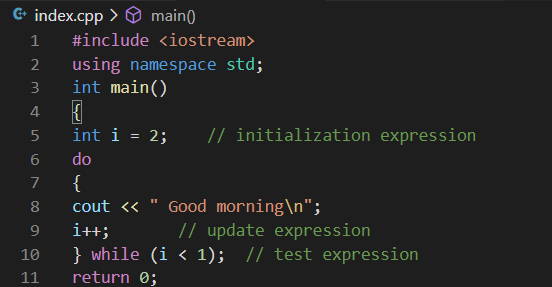 index.cpp > main()
1 #include <iostream>
2 using namespace std;
3 int main()
4 {
5 int i = 2;    // initialization expression
6 do
7 {
8 cout << " Good morning\n";
9 i++;        // update expression
10 } while (i < 1);  // test expression
11 return 0;